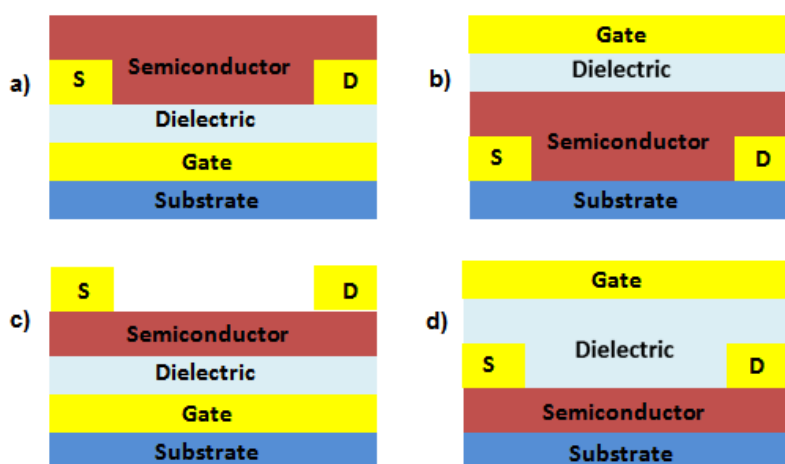 a)
Semiconductor
S
D
Dielectric
Gate
Substrate
b)
Gate
Dielectric
Semiconductor
S
D
Substrate
c)
S
D
Semiconductor
Dielectric
Gate
Substrate
d)
Gate
Dielectric
S
D
Semiconductor
Substrate